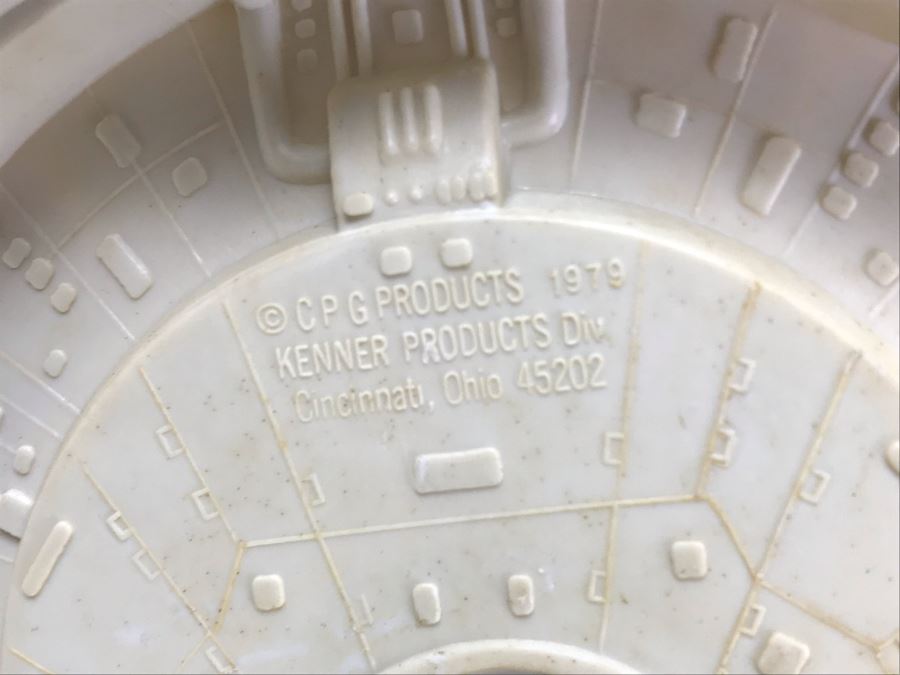 © C P G PRODUCTS 1979
KENNER PRODUCTS Div.
Cincinnati, Ohio 45202